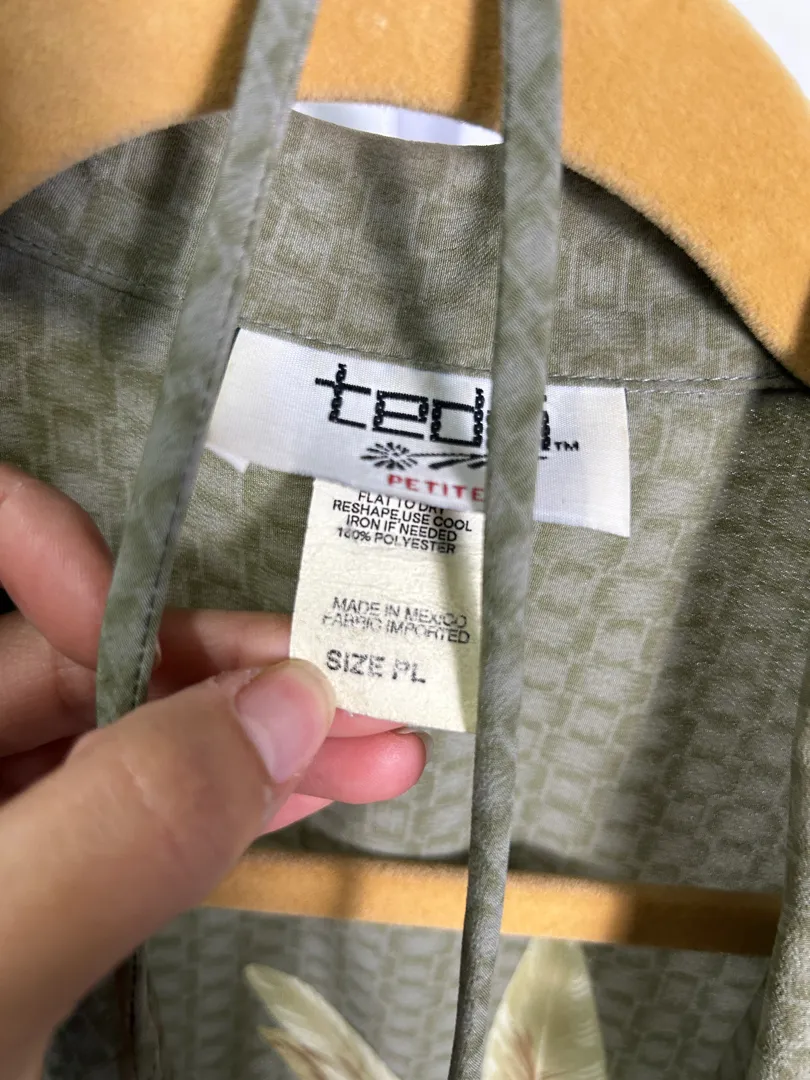 PETITE
FLAT TO DRY
RESHAPE,USE COOL
IRON IF NEEDED
100% POLYESTER
MADE IN MEXICO
FABRIC IMPORTED
SIZE PL